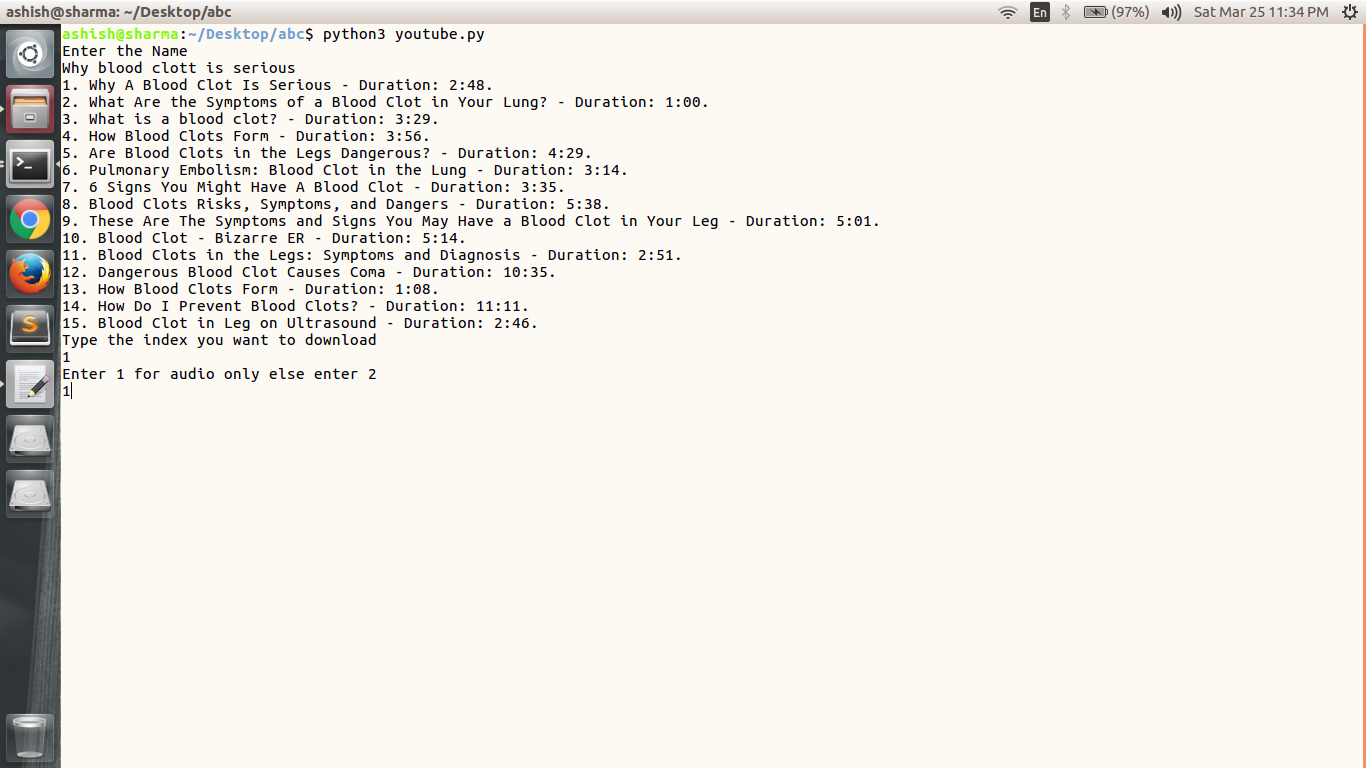 ashish@sharma: ~/Desktop/abc En (97%) Sat Mar 25 11:34 PM
ashish@sharma:~/Desktop/abc$ python3 youtube.py
Enter the Name
Why blood clott is serious
1. Why A Blood Clot Is Serious - Duration: 2:48.
2. What Are the Symptoms of a Blood Clot in Your Lung? - Duration: 1:00.
3. What is a blood clot? - Duration: 3:29.
4. How Blood Clots Form - Duration: 3:56.
5. Are Blood Clots in the Legs Dangerous? - Duration: 4:29.
6. Pulmonary Embolism: Blood Clot in the Lung - Duration: 3:14.
7. 6 Signs You Might Have A Blood Clot - Duration: 3:35.
8. Blood Clots Risks, Symptoms, and Dangers - Duration: 5:38.
9. These Are The Symptoms and Signs You May Have a Blood Clot in Your Leg - Duration: 5:01.
10. Blood Clot - Bizarre ER - Duration: 5:14.
11. Blood Clots in the Legs: Symptoms and Diagnosis - Duration: 2:51.
12. Dangerous Blood Clot Causes Coma - Duration: 10:35.
13. How Blood Clots Form - Duration: 1:08.
14. How Do I Prevent Blood Clots? - Duration: 11:11.
15. Blood Clot in Leg on Ultrasound - Duration: 2:46.
Type the index you want to download
1
Enter 1 for audio only else enter 2
1